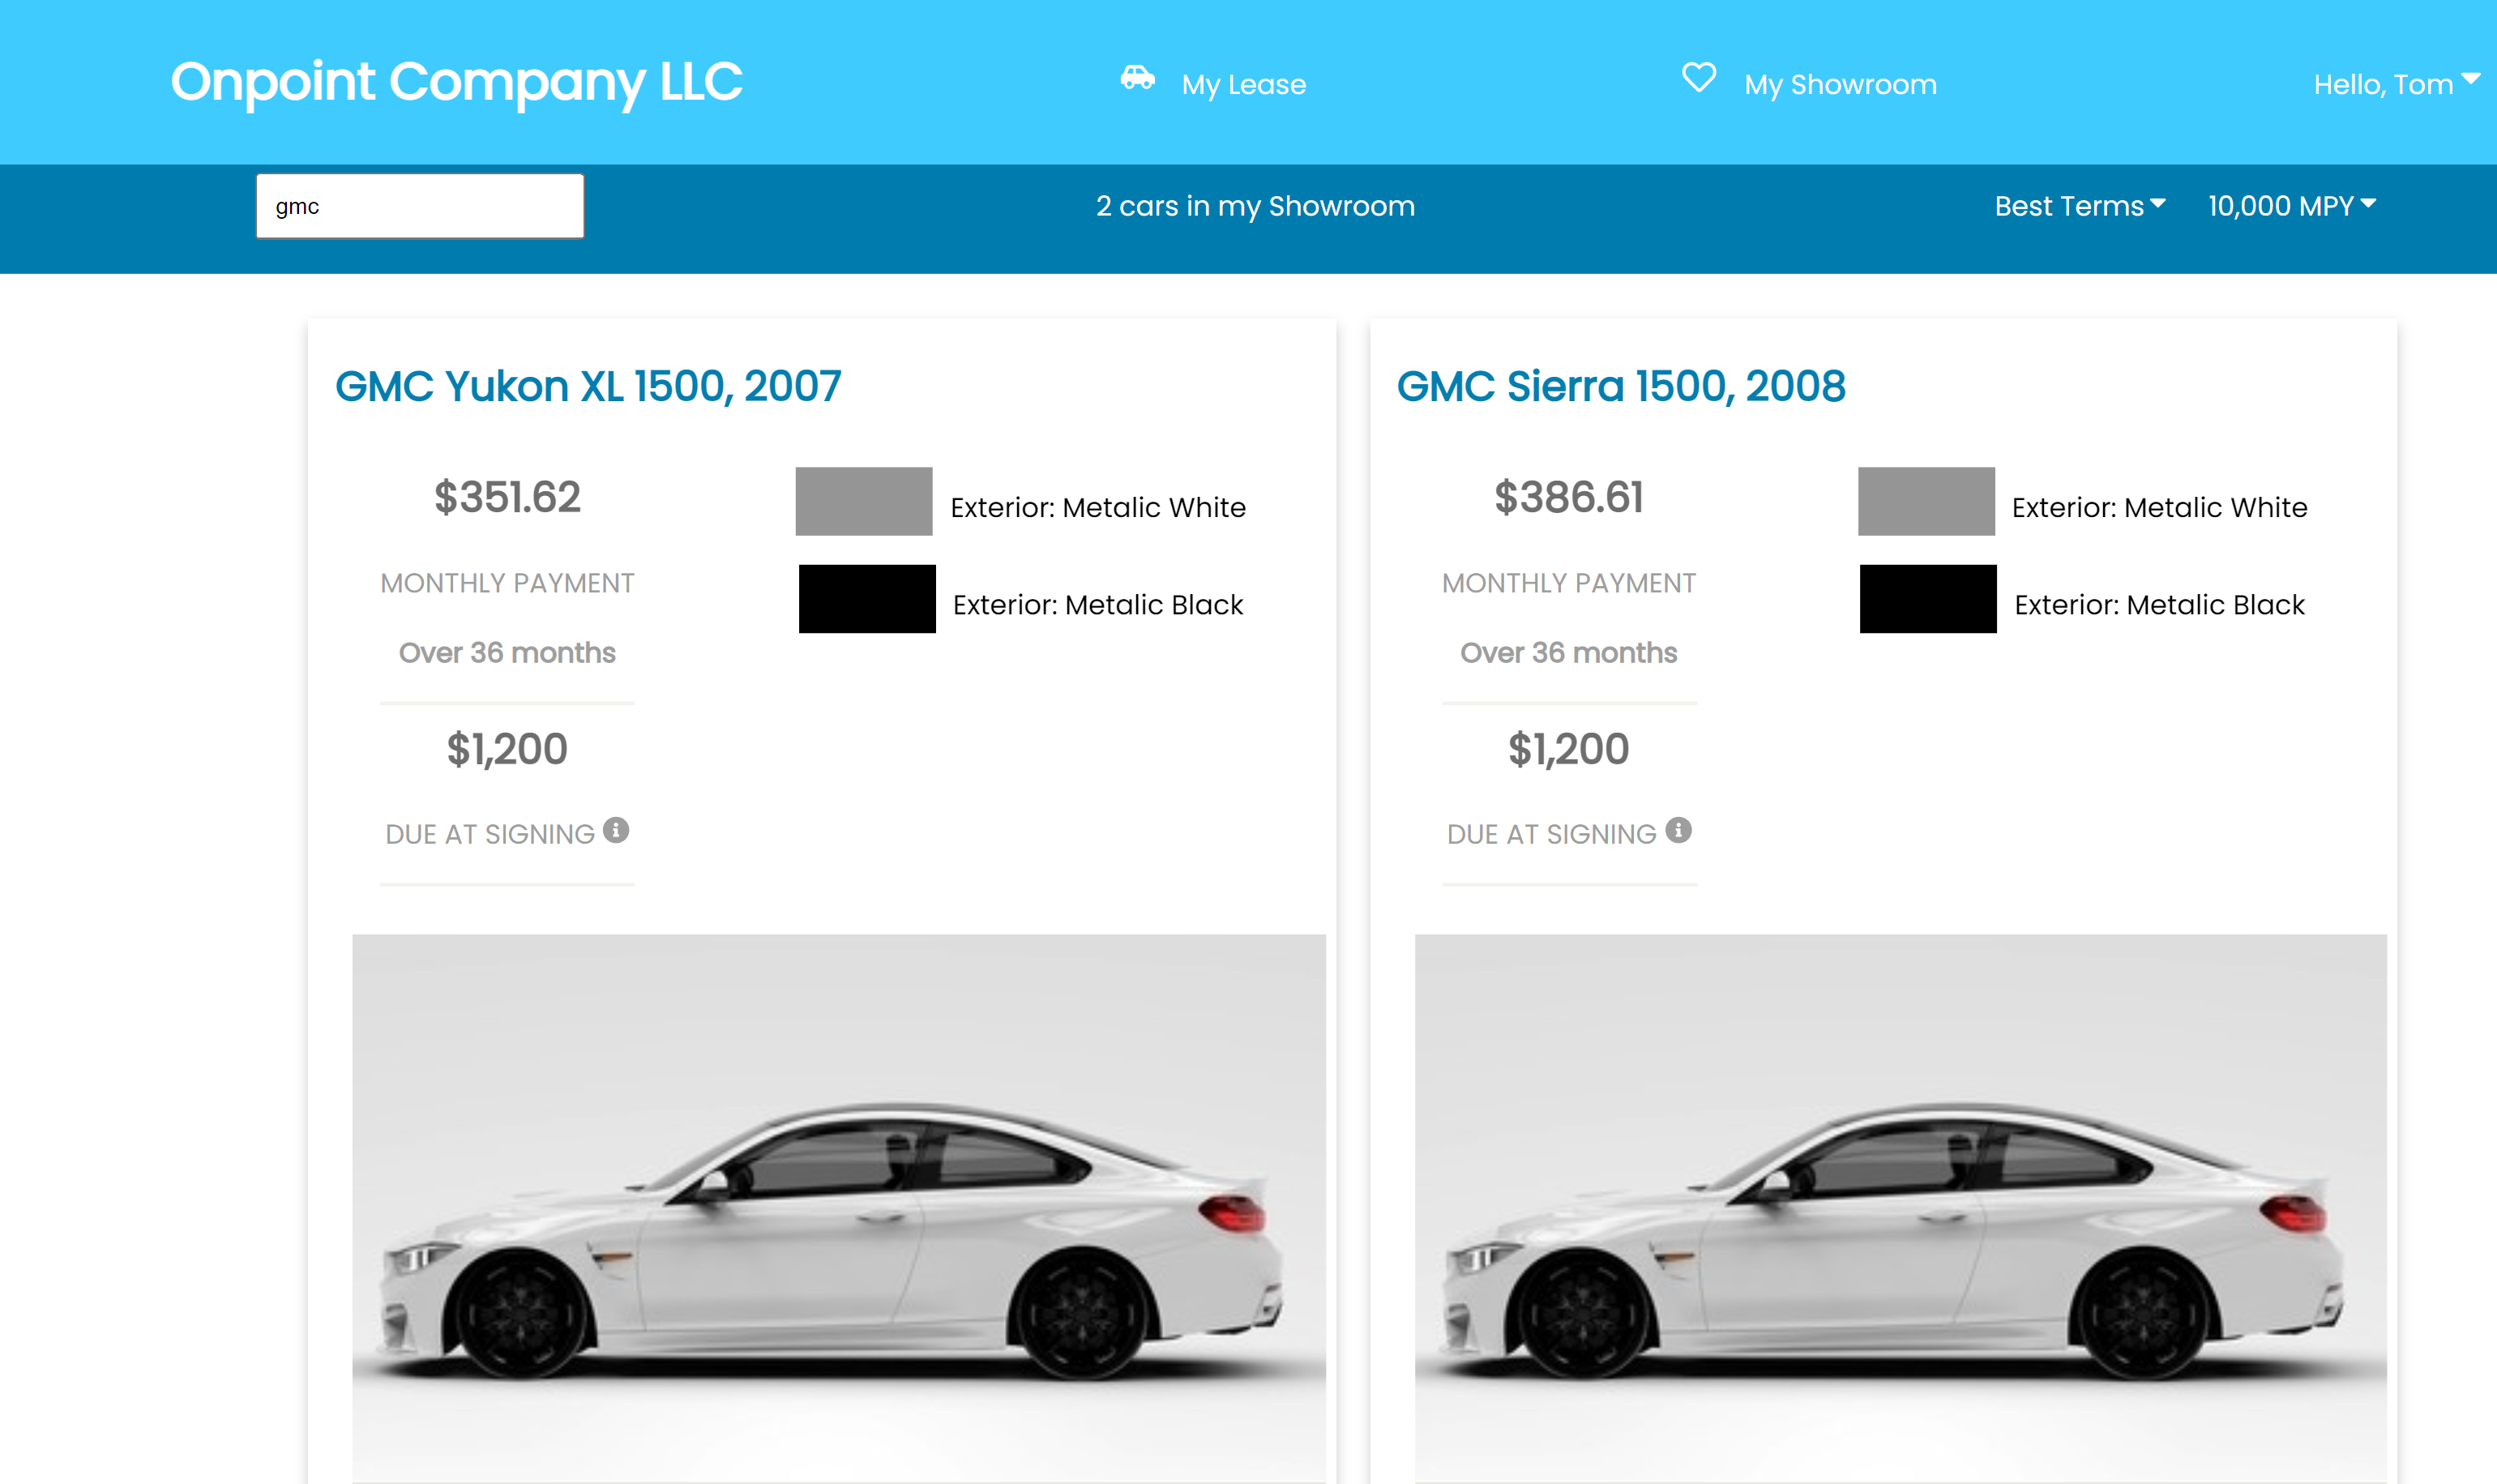 Onpoint Company LLC
My Lease
My Showroom
Hello, Tom
gmc
2 cars in my Showroom
Best Terms
10,000 MPY
GMC Yukon XL 1500, 2007
$351.62
MONTHLY PAYMENT
Over 36 months
$1,200
DUE AT SIGNING
Exterior: Metalic White
Exterior: Metalic Black
GMC Sierra 1500, 2008
$386.61
MONTHLY PAYMENT
Over 36 months
$1,200
DUE AT SIGNING
Exterior: Metalic White
Exterior: Metalic Black